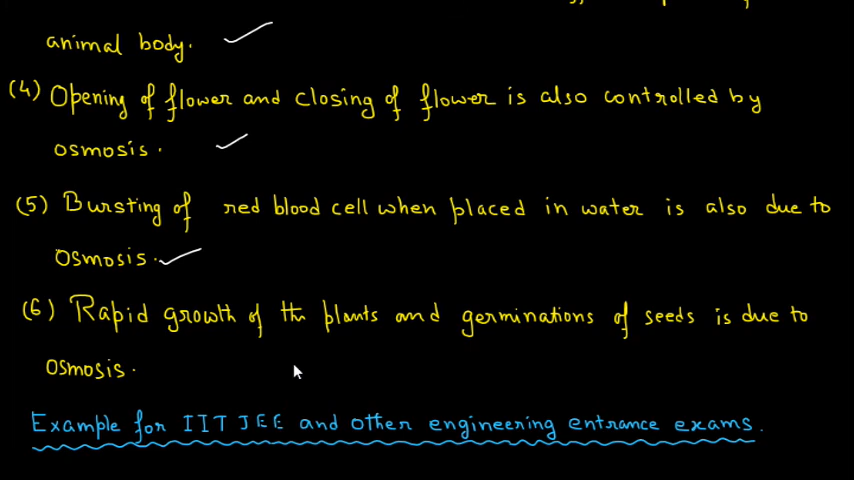 animal body.
(4) Opening of flower and closing of flower is also controlled by
osmosis.
(5) Bursting of red blood cell when placed in water is also due to
osmosis.
(6) Rapid growth of th plants and germinations of seeds is due to
osmosis.
Example for IIT JEE and other engineering entrance exams.